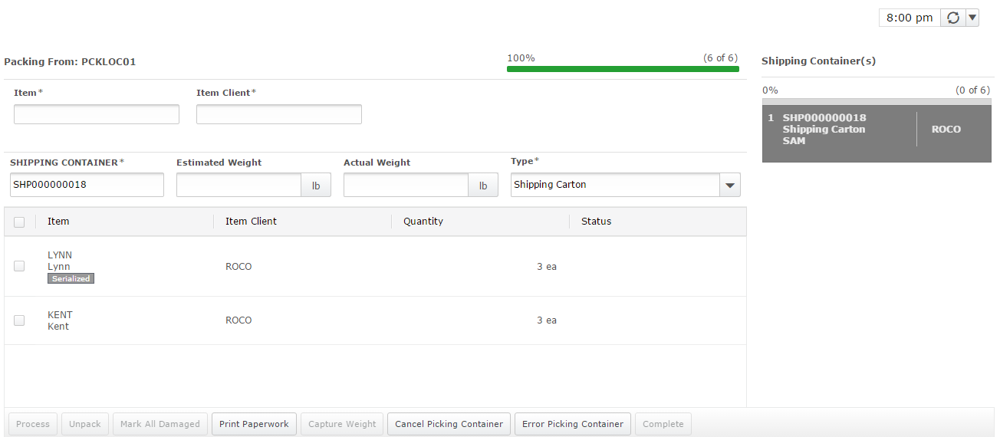 8:00 pm
Packing From: PCKLOC01
100% (6 of 6)
Shipping Container(s)
0% (0 of 6)
1 SHP000000018 ROCO
Shipping Carton
SAM
Item* Item Client*
SHIPPING CONTAINER* Estimated Weight Actual Weight Type*
SHP000000018 lb lb Shipping Carton
Item Item Client Quantity Status
LYNN
Lynn ROCO 3 ea
Serialized
KENT
Kent ROCO 3 ea
Process Unpack Mark All Damaged Print Paperwork Capture Weight Cancel Picking Container Error Picking Container Complete